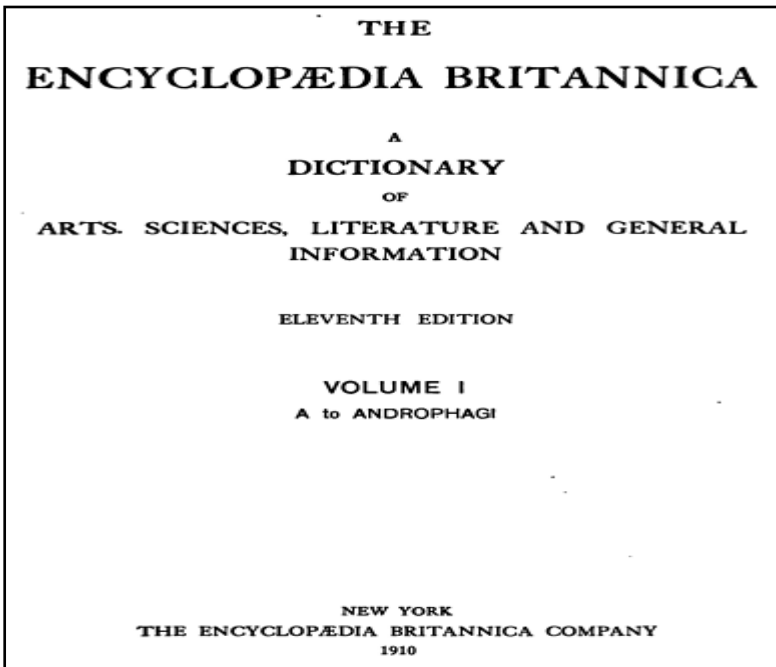 THE
ENCYCLOPÆDIA BRITANNICA
A
DICTIONARY
OF
ARTS. SCIENCES, LITERATURE AND GENERAL
INFORMATION
ELEVENTH EDITION
VOLUME I
A to ANDROPHAGI
NEW YORK
THE ENCYCLOPÆDIA BRITANNICA COMPANY
1910